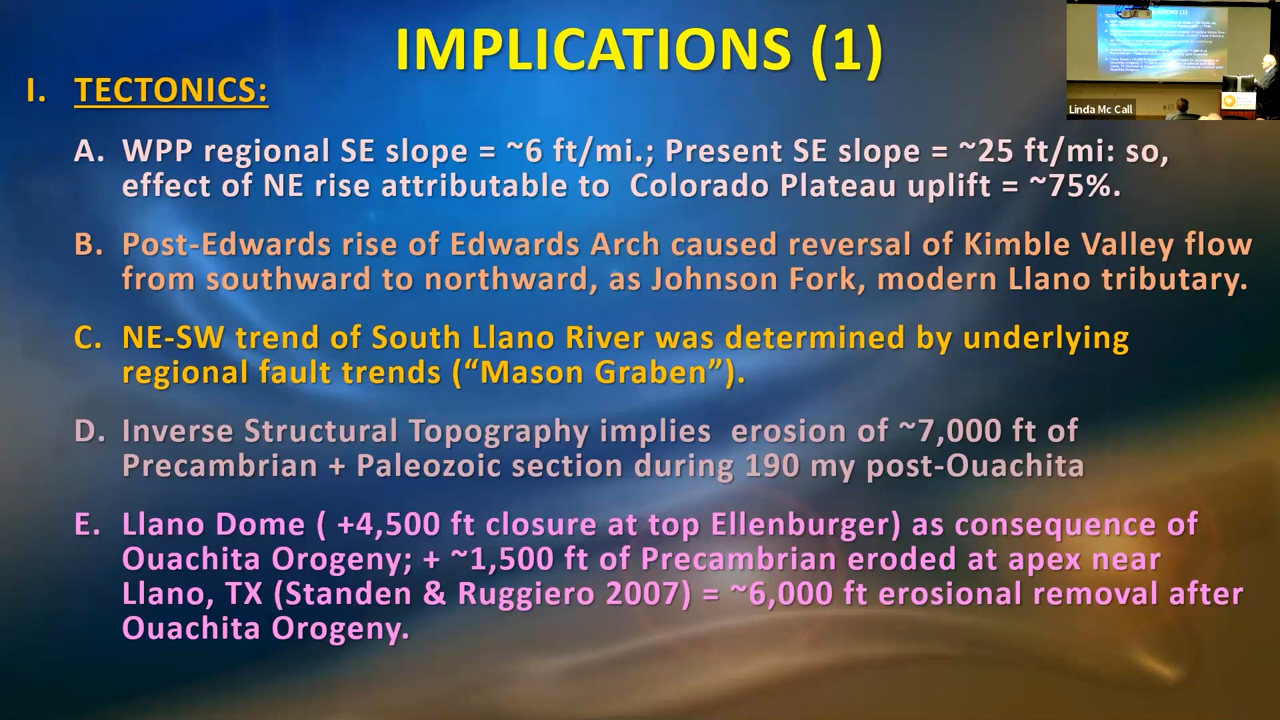 IMPLICATIONS (1)
Linda Mc Call
I. TECTONICS:
A. WPP regional SE slope = ~6 ft/mi.; Present SE slope = ~25 ft/mi: so,
effect of NE rise attributable to Colorado Plateau uplift = ~75%.
B. Post-Edwards rise of Edwards Arch caused reversal of Kimble Valley flow
from southward to northward, as Johnson Fork, modern Llano tributary.
C. NE-SW trend of South Llano River was determined by underlying
regional fault trends (“Mason Graben”).
D. Inverse Structural Topography implies erosion of ~7,000 ft of
Precambrian + Paleozoic section during 190 my post-Ouachita
E. Llano Dome ( +4,500 ft closure at top Ellenburger) as consequence of
Ouachita Orogeny; + ~1,500 ft of Precambrian eroded at apex near
Llano, TX (Standen & Ruggiero 2007) = ~6,000 ft erosional removal after
Ouachita Orogeny.